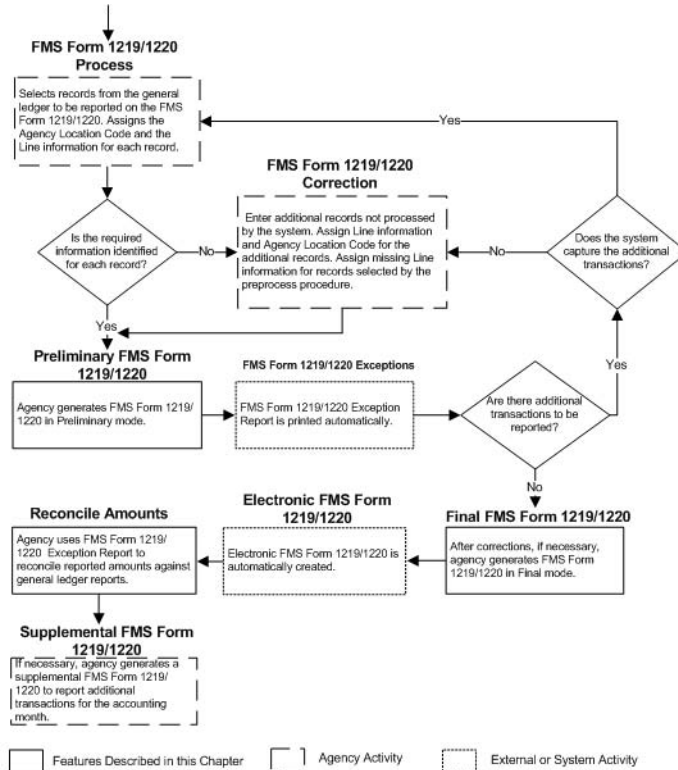 FMS Form 1219/1220
Process
Selects records from the general
ledger to be reported on the FMS
Form 1219/1220. Assigns the
Agency Location Code and the
Line information for each record.
Yes
FMS Form 1219/1220
Correction
Enter additional records not processed
by the system. Assign Line information
and Agency Location Code for the
additional records. Assign missing Line
information for records selected by the
preprocess procedure.
Is the required
information identified
for each record?
No
No
Does the system
capture the additional
transactions?
Yes
Preliminary FMS Form
1219/1220
Agency generates FMS Form 1219/
1220 in Preliminary mode.
FMS Form 1219/1220 Exceptions
FMS Form 1219/1220 Exception
Report is printed automatically.
Are there additional
transactions to be
reported?
Yes
No
Reconcile Amounts
Agency uses FMS Form 1219/
1220 Exception Report to
reconcile reported amounts against
general ledger reports.
Electronic FMS Form
1219/1220
Electronic FMS Form 1219/1220 is
automatically created.
Final FMS Form 1219/1220
After corrections, if necessary,
agency generates FMS Form
1219/1220 in Final mode.
Supplemental FMS Form
1219/1220
If necessary, agency generates a
supplemental FMS Form 1219/
1220 to report additional
transactions for the accounting
month.
Features Described in this Chapter
Agency Activity
External or System Activity